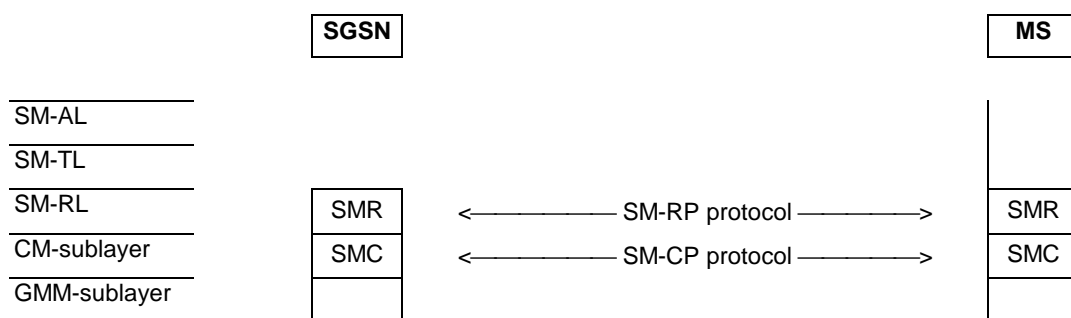 SGSN MS
SM-AL
SM-TL
SM-RL SMR <—————— SM-RP protocol ——————> SMR
CM-sublayer SMC <—————— SM-CP protocol ——————> SMC
GMM-sublayer